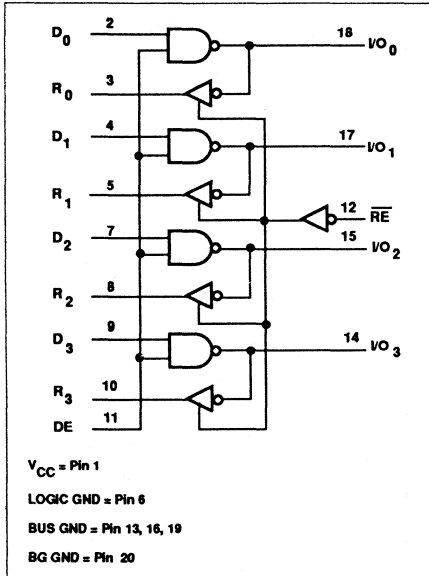 D0 2 18 I/O0
R0 3
D1 4 17 I/O1
R1 5
12 RE
D2 7 15 I/O2
R2 8
D3 9 14 I/O3
R3 10
DE 11
VCC = Pin 1
LOGIC GND = Pin 6
BUS GND = Pin 13, 16, 19
BG GND = Pin 20